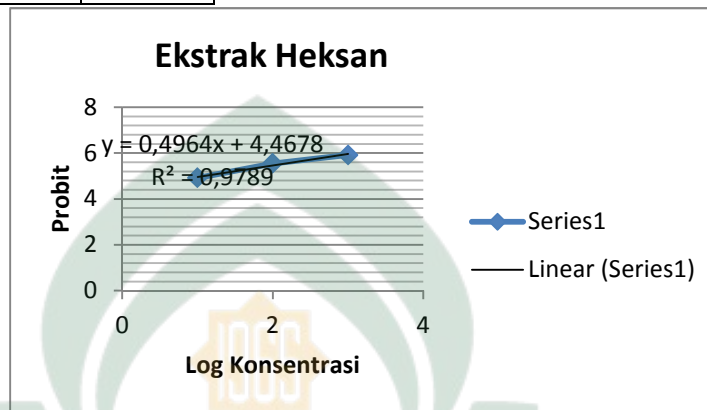 Ekstrak Heksan
8
y = 0,4964x + 4,4678
6
R² = 0,9789
4
2
0
Probit
0 2 4
Log Konsentrasi
Series1
Linear (Series1)